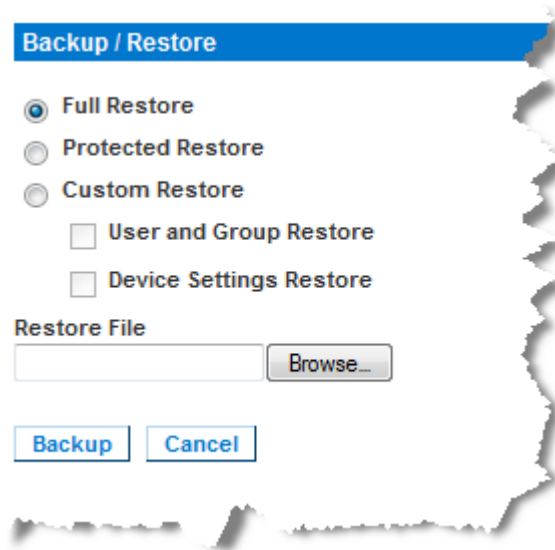 Backup / Restore
Full Restore
Protected Restore
Custom Restore
User and Group Restore
Device Settings Restore
Restore File
Browse...
Backup Cancel